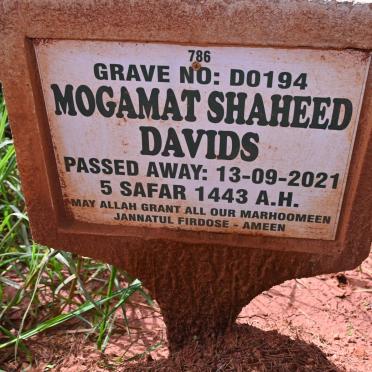 786
GRAVE NO: D0194
MOGAMAT SHAHEED
DAVIDS
PASSED AWAY: 13-09-2021
5 SAFAR 1443 A.H.
MAY ALLAH GRANT ALL OUR MARHOOMEEN
JANNATUL FIRDOSE - AMEEN